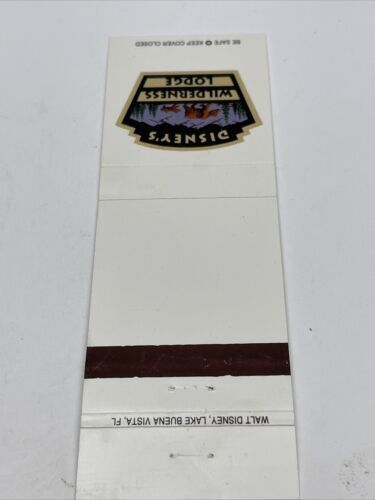 BE SAFE KEEP COVER CLOSED
DISNEY'S
WILDERNESS
LODGE
WALT DISNEY, LAKE BUENA VISTA, FL